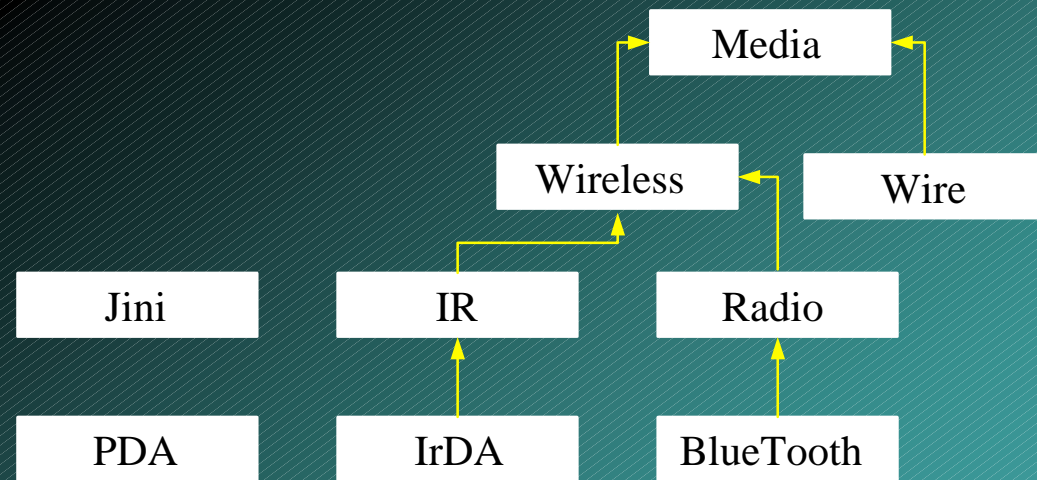 Media
Wireless
Wire
Jini
IR
Radio
PDA
IrDA
BlueTooth